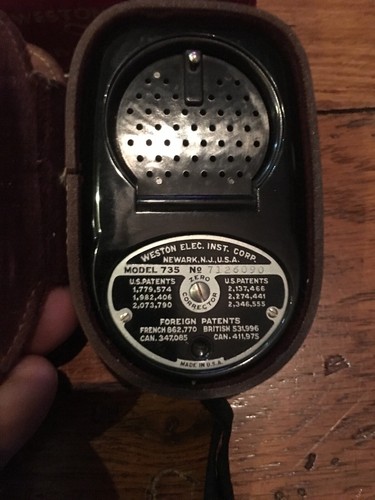 WESTON ELEC. INST. CORP.
NEWARK, N.J., U.S.A.
MODEL 735 No 7126090
U.S. PATENTS
1,779,574
1,982,406
2,073,790
ZERO
CORRECTOR
U.S. PATENTS
2,137,466
2,274,441
2,346,555
FOREIGN PATENTS
FRENCH 862,770 BRITISH 531,996
CAN. 347,085 CAN. 411,975
MADE IN U.S.A.